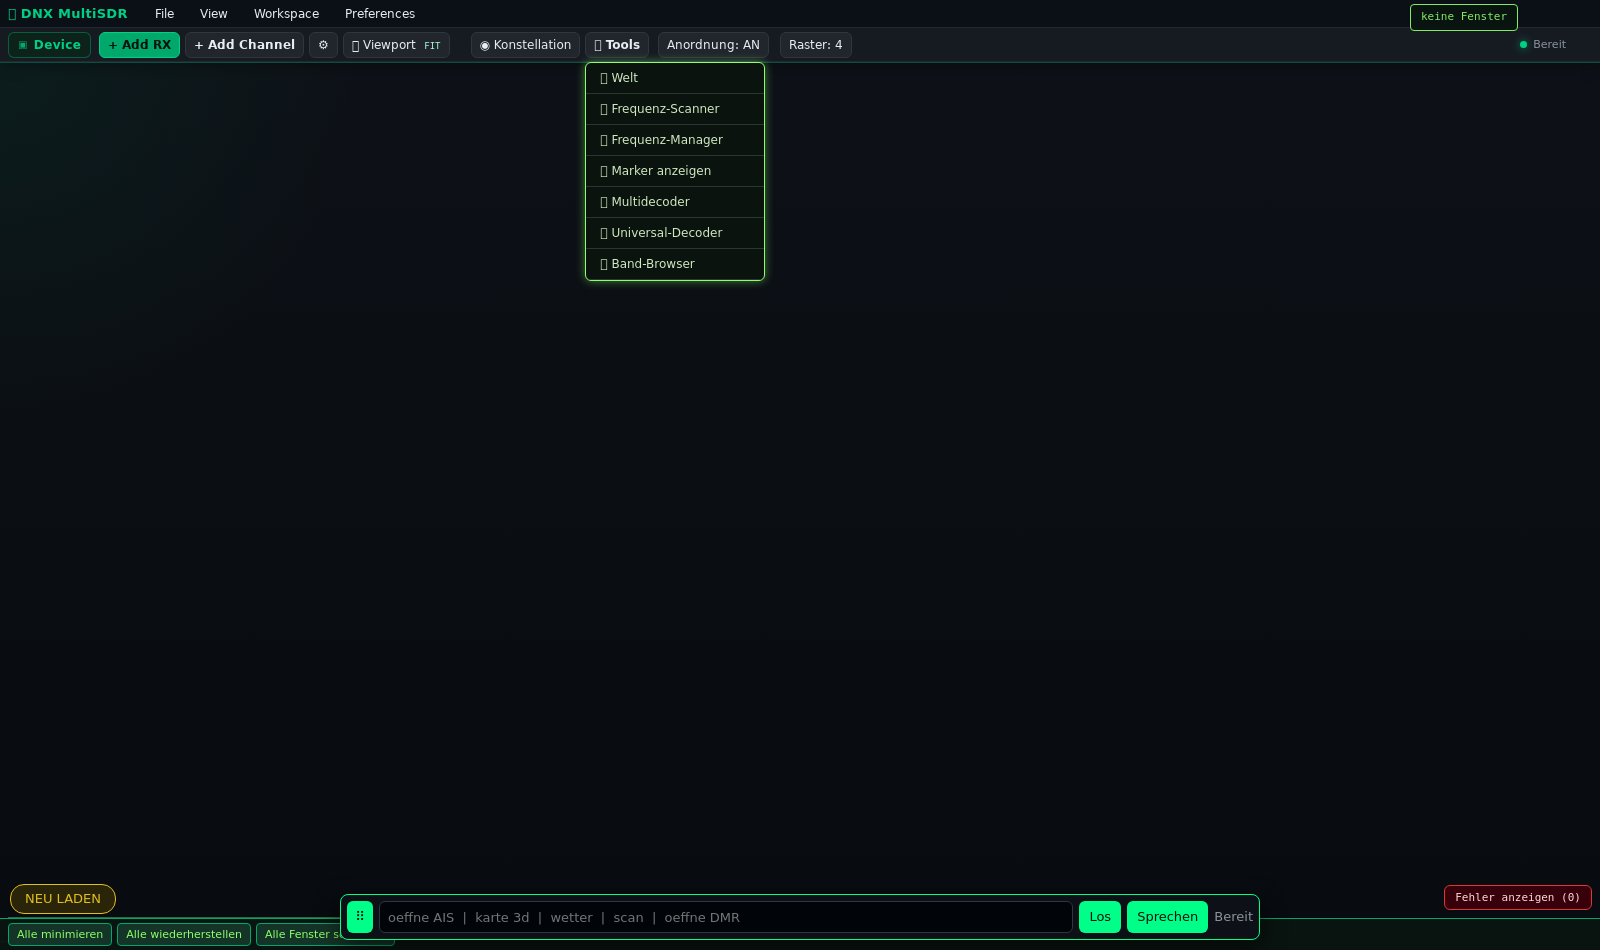 DNX MultiSDR File View Workspace Preferences
keine Fenster
Device + Add RX + Add Channel Viewport FIT Konstellation Tools Anordnung: AN Raster: 4 Bereit
Welt
Frequenz-Scanner
Frequenz-Manager
Marker anzeigen
Multidecoder
Universal-Decoder
Band-Browser
NEU LADEN
Fehler anzeigen (0)
oeffne AIS | karte 3d | wetter | scan | oeffne DMR Los Sprechen Bereit
Alle minimieren Alle wiederherstellen Alle Fenster